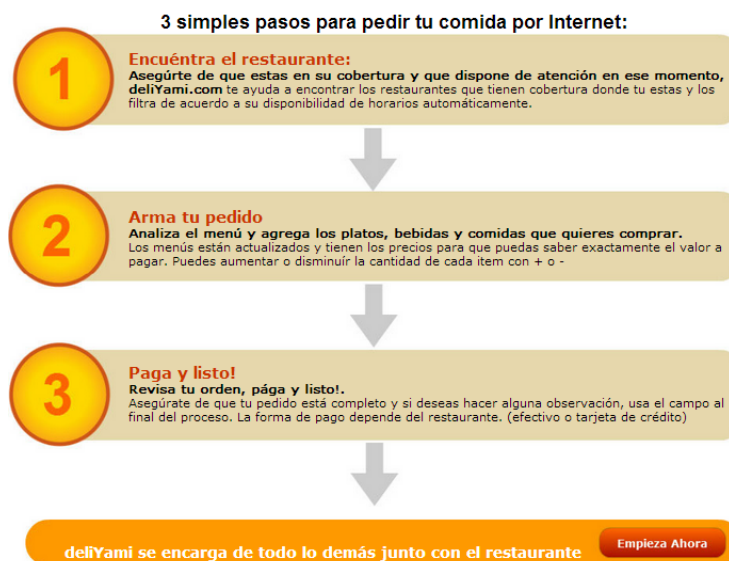 3 simples pasos para pedir tu comida por Internet:
1
Encuéntra el restaurante:
Asegúrte de que estas en su cobertura y que dispone de atención en ese momento,
deliYami.com te ayuda a encontrar los restaurantes que tienen cobertura donde tu estas y los
filtra de acuerdo a su disponibilidad de horarios automáticamente.
2
Arma tu pedido
Analiza el menú y agrega los platos, bebidas y comidas que quieres comprar.
Los menús están actualizados y tienen los precios para que puedas saber exactamente el valor a
pagar. Puedes aumentar o disminuír la cantidad de cada item con + o -
3
Paga y listo!
Revisa tu orden, pága y listo!.
Asegúrate de que tu pedido está completo y si deseas hacer alguna observación, usa el campo al
final del proceso. La forma de pago depende del restaurante. (efectivo o tarjeta de crédito)
deliYami se encarga de todo lo demás junto con el restaurante
Empieza Ahora